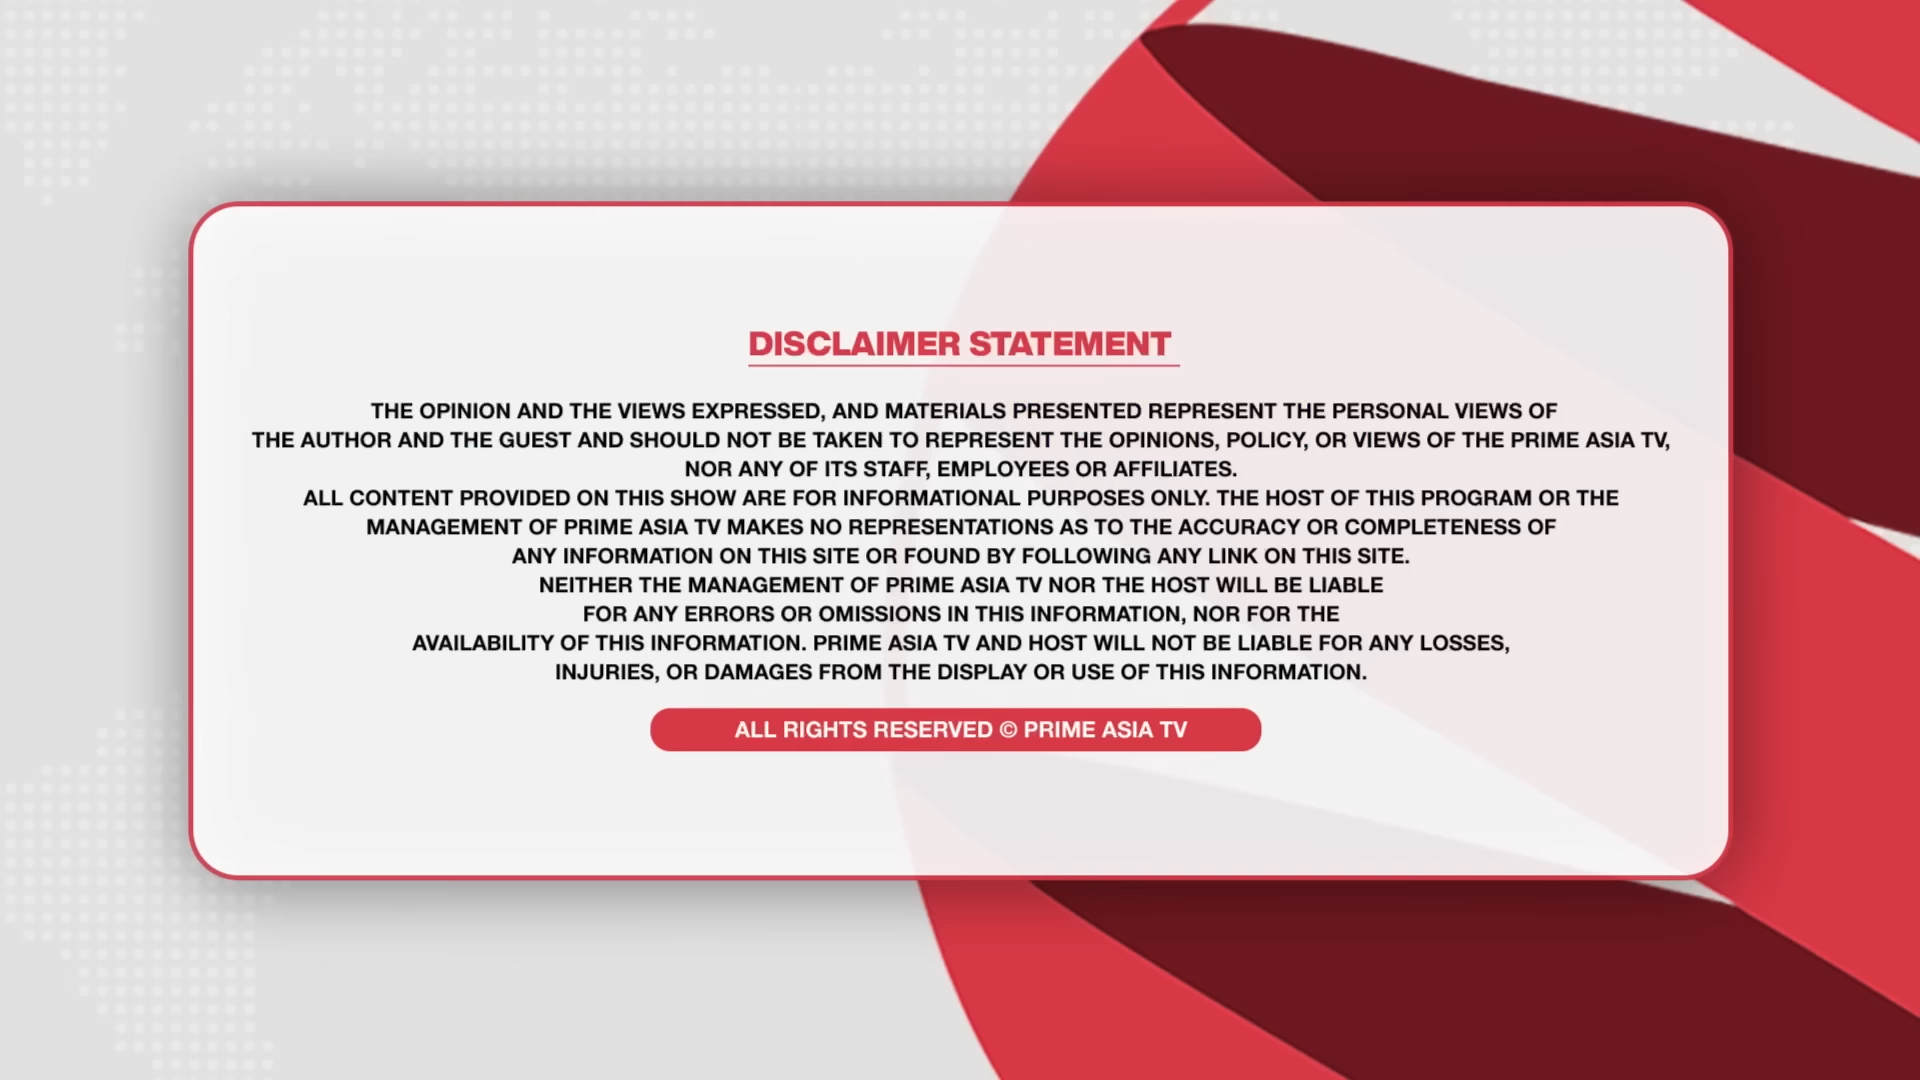 DISCLAIMER STATEMENT
THE OPINION AND THE VIEWS EXPRESSED, AND MATERIALS PRESENTED REPRESENT THE PERSONAL VIEWS OF
THE AUTHOR AND THE GUEST AND SHOULD NOT BE TAKEN TO REPRESENT THE OPINIONS, POLICY, OR VIEWS OF THE PRIME ASIA TV,
NOR ANY OF ITS STAFF, EMPLOYEES OR AFFILIATES.
ALL CONTENT PROVIDED ON THIS SHOW ARE FOR INFORMATIONAL PURPOSES ONLY. THE HOST OF THIS PROGRAM OR THE
MANAGEMENT OF PRIME ASIA TV MAKES NO REPRESENTATIONS AS TO THE ACCURACY OR COMPLETENESS OF
ANY INFORMATION ON THIS SITE OR FOUND BY FOLLOWING ANY LINK ON THIS SITE.
NEITHER THE MANAGEMENT OF PRIME ASIA TV NOR THE HOST WILL BE LIABLE
FOR ANY ERRORS OR OMISSIONS IN THIS INFORMATION, NOR FOR THE
AVAILABILITY OF THIS INFORMATION. PRIME ASIA TV AND HOST WILL NOT BE LIABLE FOR ANY LOSSES,
INJURIES, OR DAMAGES FROM THE DISPLAY OR USE OF THIS INFORMATION.
ALL RIGHTS RESERVED © PRIME ASIA TV